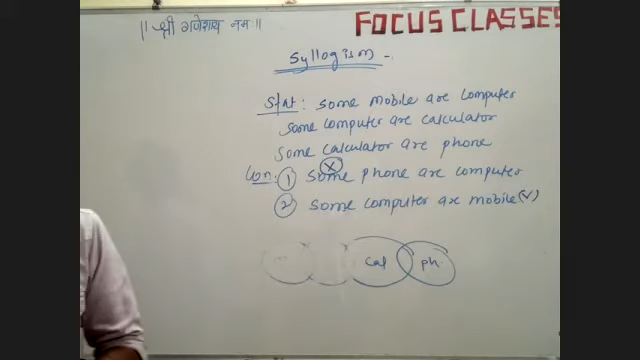 || श्री गणेशाय नमः ||
FOCUS CLASSES
Syllogism -
Stat : Some mobile are computer
Some computer are calculator
Some calculator are phone
Con : ① Some phone are computer (X)
② Some computer are mobile (✓)
Cal ph.